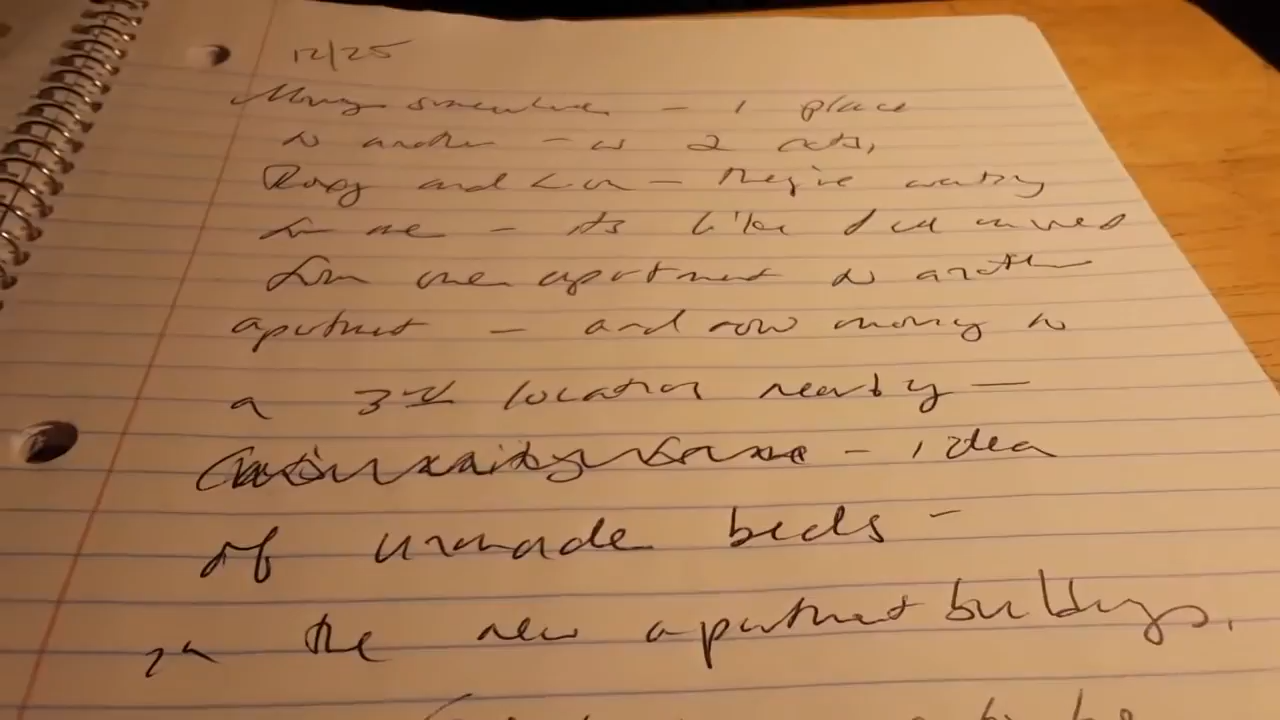 12/25
Moving somewhere – 1 place
to another – w 2 cats,
Roxy and – they're waiting
for me – its like I had moved
from one apartment to another
apartment – and now moving to
a 3rd location nearby –
– idea
of unmade beds –
in the new apartment buildings.